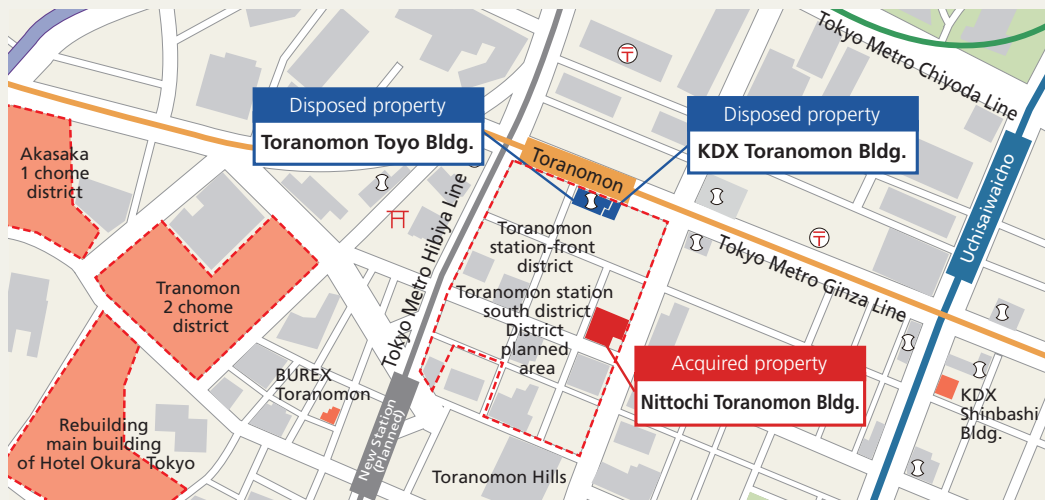 Tokyo Metro Chiyoda Line
Disposed property
Toranomon Toyo Bldg.
Disposed property
KDX Toranomon Bldg.
Toranomon
Akasaka
1 chome
district
Uchisaiwaicho
Tokyo Metro Hibiya Line
Toranomon
station-front
district
Tokyo Metro Ginza Line
Tranomon
2 chome
district
Toranomon station
south district
District
planned
area
Acquired property
Nittochi Toranomon Bldg.
BUREX
Toranomon
KDX
Shinbashi
Bldg.
New Station
(Planned)
Rebuilding
main building
of Hotel Okura Tokyo
Toranomon Hills